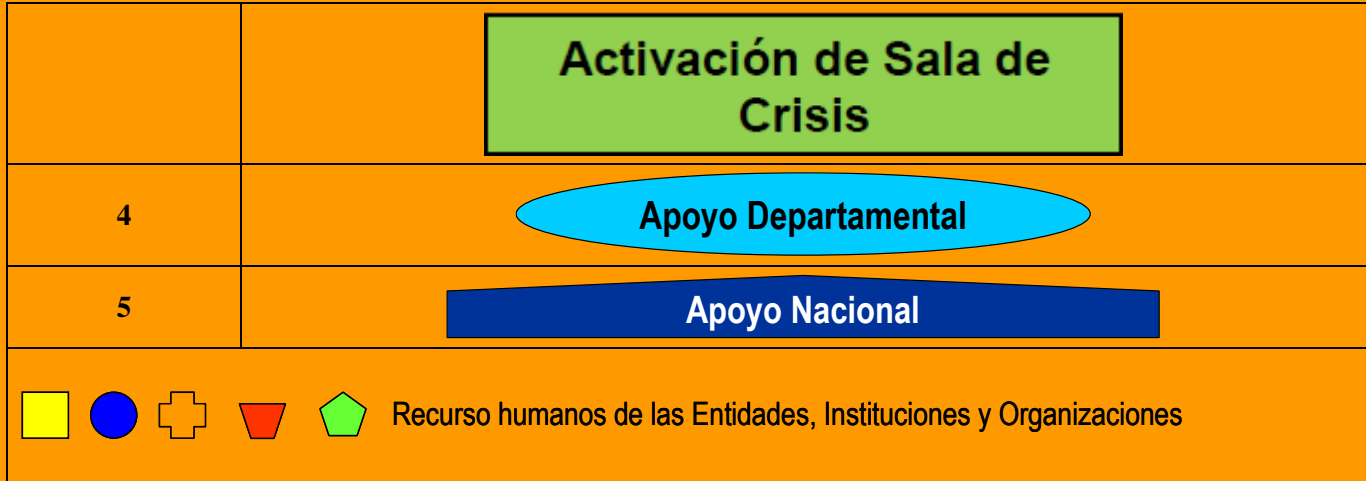 Activación de Sala de
Crisis
4
Apoyo Departamental
5
Apoyo Nacional
Recurso humanos de las Entidades, Instituciones y Organizaciones